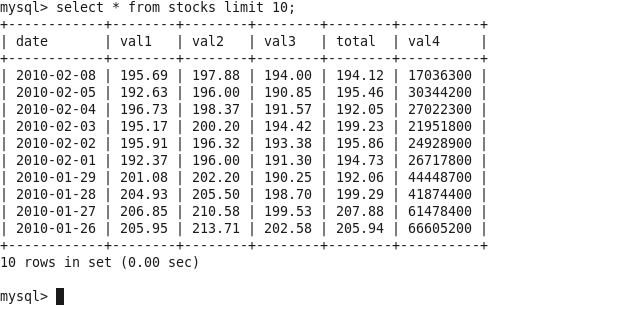 mysql> select * from stocks limit 10;
+------------+--------+--------+--------+--------+----------+
| date       | val1   | val2   | val3   | total  | val4     |
+------------+--------+--------+--------+--------+----------+
| 2010-02-08 | 195.69 | 197.88 | 194.00 | 194.12 | 17036300 |
| 2010-02-05 | 192.63 | 196.00 | 190.85 | 195.46 | 30344200 |
| 2010-02-04 | 196.73 | 198.37 | 191.57 | 192.05 | 27022300 |
| 2010-02-03 | 195.17 | 200.20 | 194.42 | 199.23 | 21951800 |
| 2010-02-02 | 195.91 | 196.32 | 193.38 | 195.86 | 24928900 |
| 2010-02-01 | 192.37 | 196.00 | 191.30 | 194.73 | 26717800 |
| 2010-01-29 | 201.08 | 202.20 | 190.25 | 192.06 | 44448700 |
| 2010-01-28 | 204.93 | 205.50 | 198.70 | 199.29 | 41874400 |
| 2010-01-27 | 206.85 | 210.58 | 199.53 | 207.88 | 61478400 |
| 2010-01-26 | 205.95 | 213.71 | 202.58 | 205.94 | 66605200 |
+------------+--------+--------+--------+--------+----------+
10 rows in set (0.00 sec)
mysql>